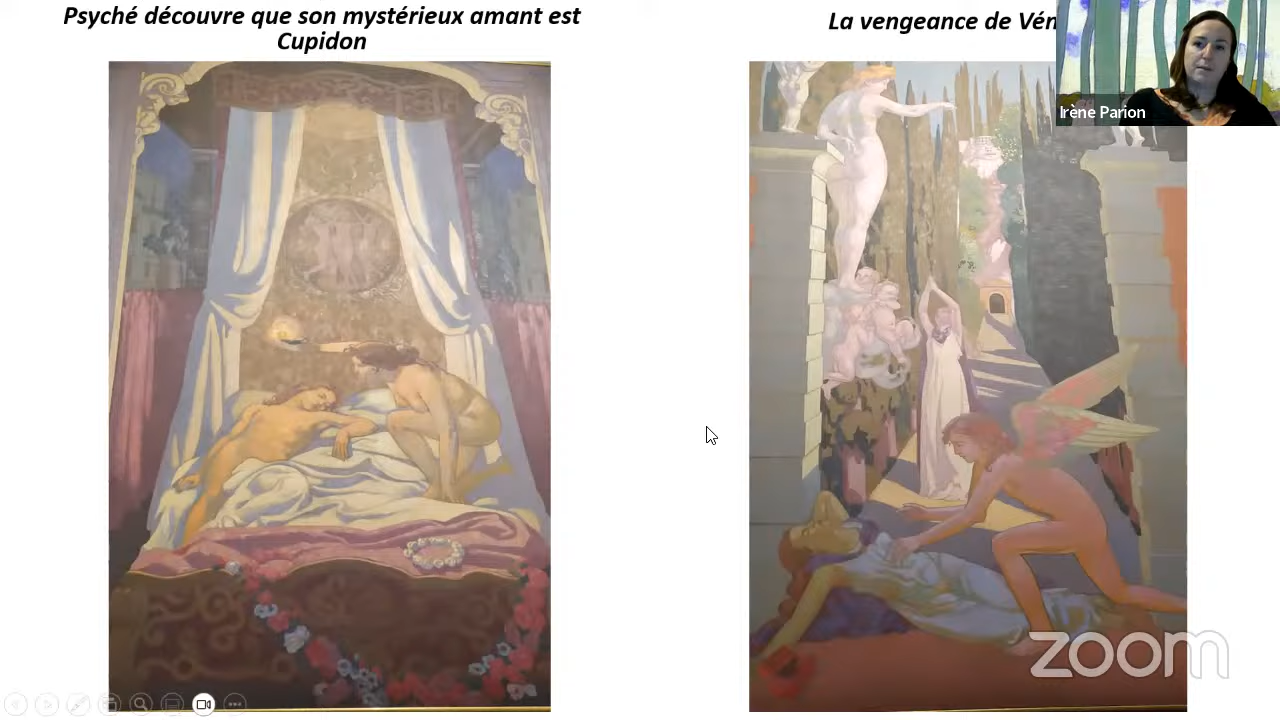 Psyché découvre que son mystérieux amant est
Cupidon
La vengeance de Vén
Irène Parion
zoom